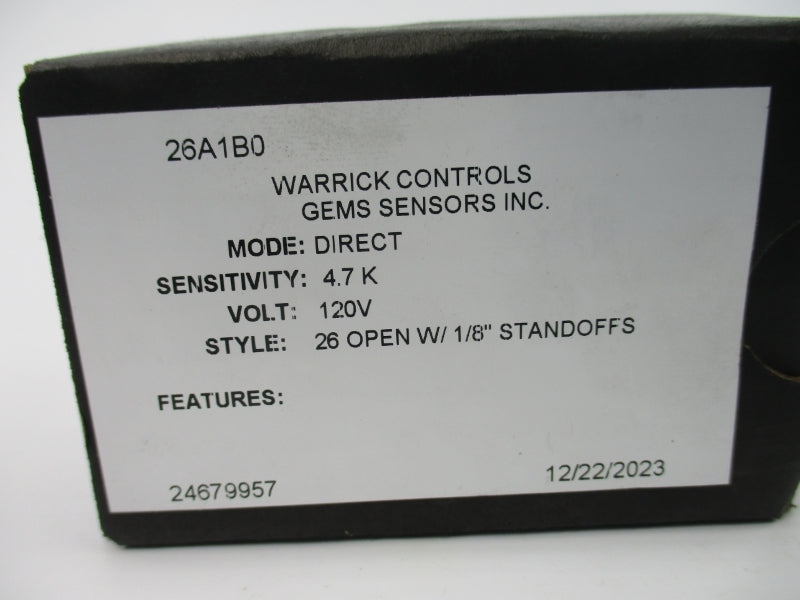 26A1B0
WARRICK CONTROLS
GEMS SENSORS INC.
MODE: DIRECT
SENSITIVITY: 4.7 K
VOLT: 120V
STYLE: 26 OPEN W/ 1/8" STANDOFFS
FEATURES:
24679957 12/22/2023